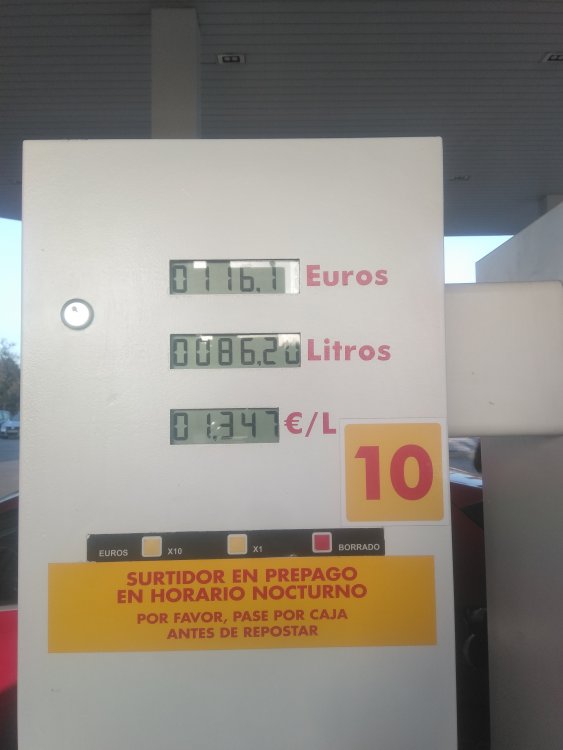 0116,1 Euros
0086,20 Litros
01,347 €/L
10
EUROS X10 X1 BORRADO
SURTIDOR EN PREPAGO
EN HORARIO NOCTURNO
POR FAVOR, PASE POR CAJA
ANTES DE REPOSTAR